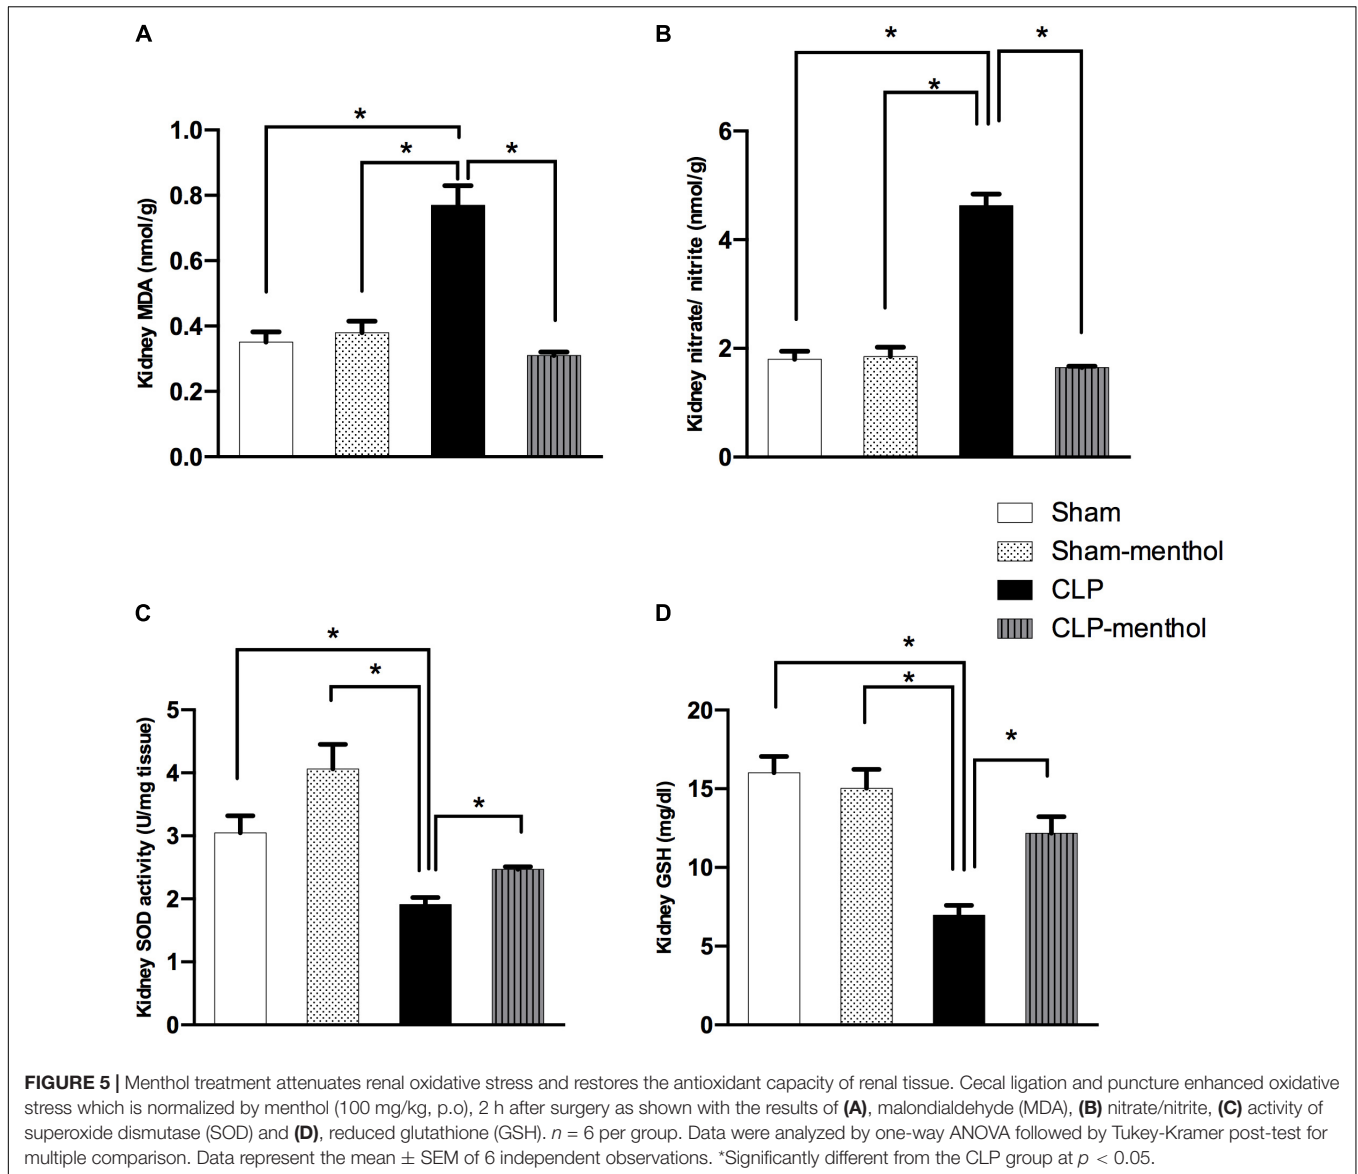 A
*
*
*
1.0
0.8
0.6
0.4
0.2
0.0
Kidney MDA (nmol/g)
B
*
*
*
6
4
2
0
Kidney nitrate/ nitrite (nmol/g)
Sham
Sham-menthol
CLP
CLP-menthol
C
*
*
*
5
4
3
2
1
0
Kidney SOD activity (U/mg tissue)
D
*
*
*
20
15
10
5
0
Kidney GSH (mg/dl)
FIGURE 5 | Menthol treatment attenuates renal oxidative stress and restores the antioxidant capacity of renal tissue. Cecal ligation and puncture enhanced oxidative
stress which is normalized by menthol (100 mg/kg, p.o), 2 h after surgery as shown with the results of (A), malondialdehyde (MDA), (B) nitrate/nitrite, (C) activity of
superoxide dismutase (SOD) and (D), reduced glutathione (GSH). n = 6 per group. Data were analyzed by one-way ANOVA followed by Tukey-Kramer post-test for
multiple comparison. Data represent the mean ± SEM of 6 independent observations. *Significantly different from the CLP group at p < 0.05.